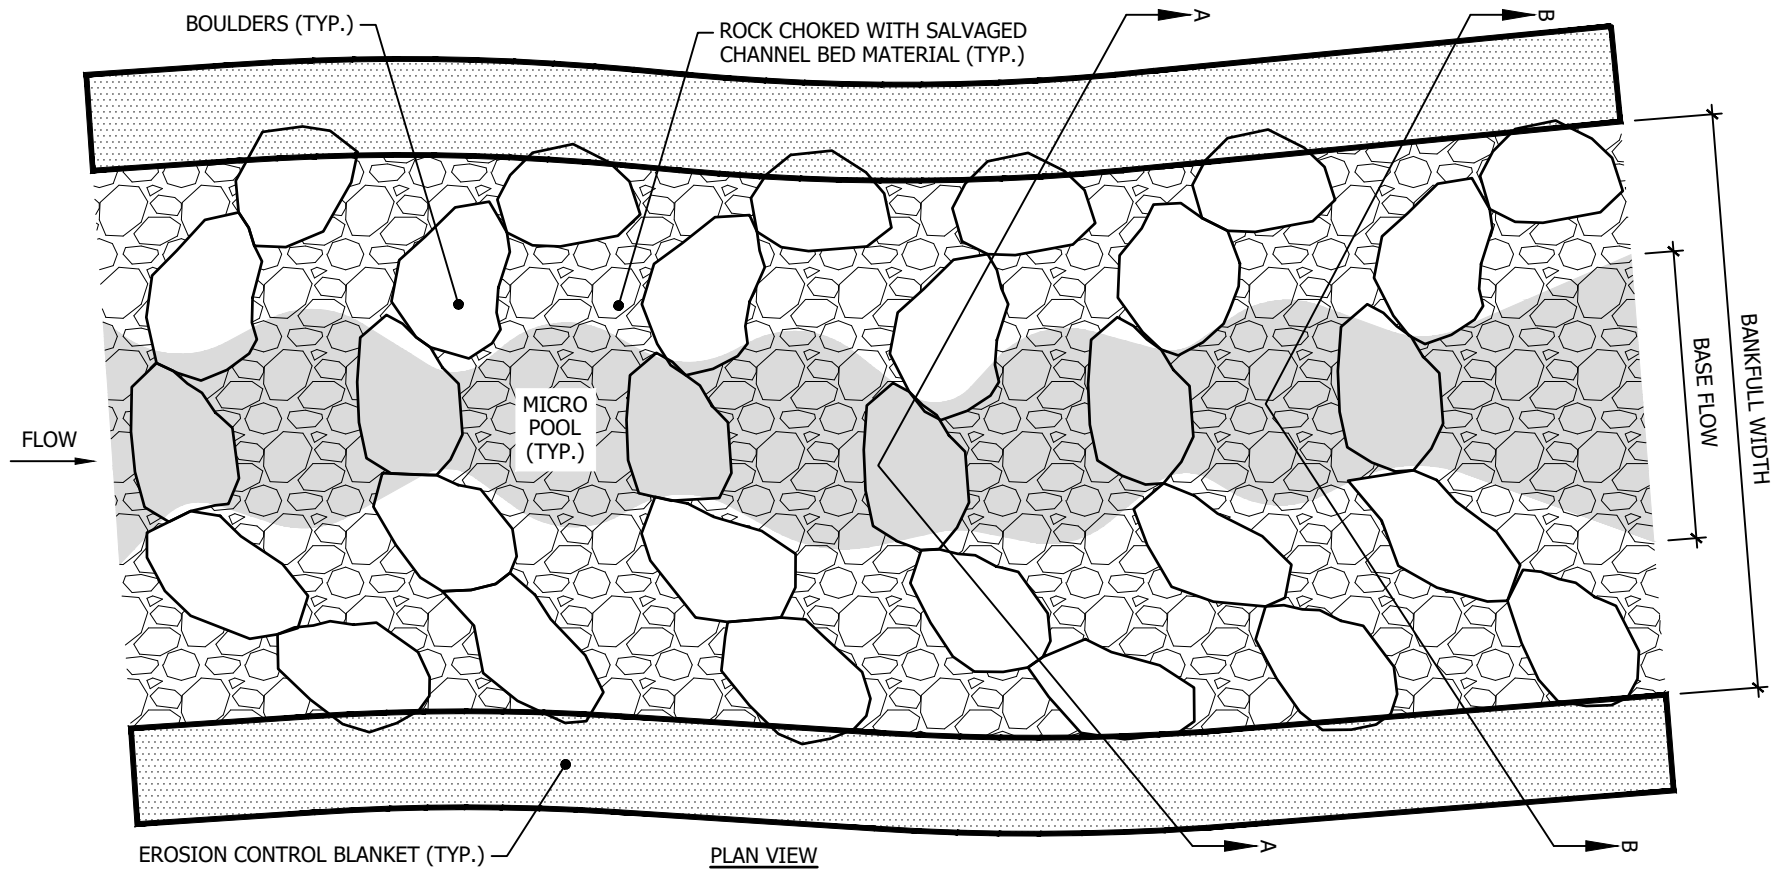 BOULDERS (TYP.)
ROCK CHOKED WITH SALVAGED
CHANNEL BED MATERIAL (TYP.)
A
B
MICRO
POOL
(TYP.)
FLOW
BASE FLOW
BANKFULL WIDTH
EROSION CONTROL BLANKET (TYP.)
PLAN VIEW
A
B